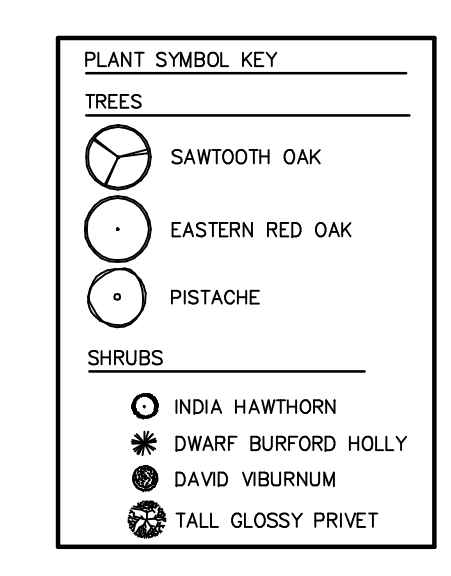 PLANT SYMBOL KEY
TREES
SAWTOOTH OAK
EASTERN RED OAK
PISTACHE
SHRUBS
INDIA HAWTHORN
DWARF BURFORD HOLLY
DAVID VIBURNUM
TALL GLOSSY PRIVET